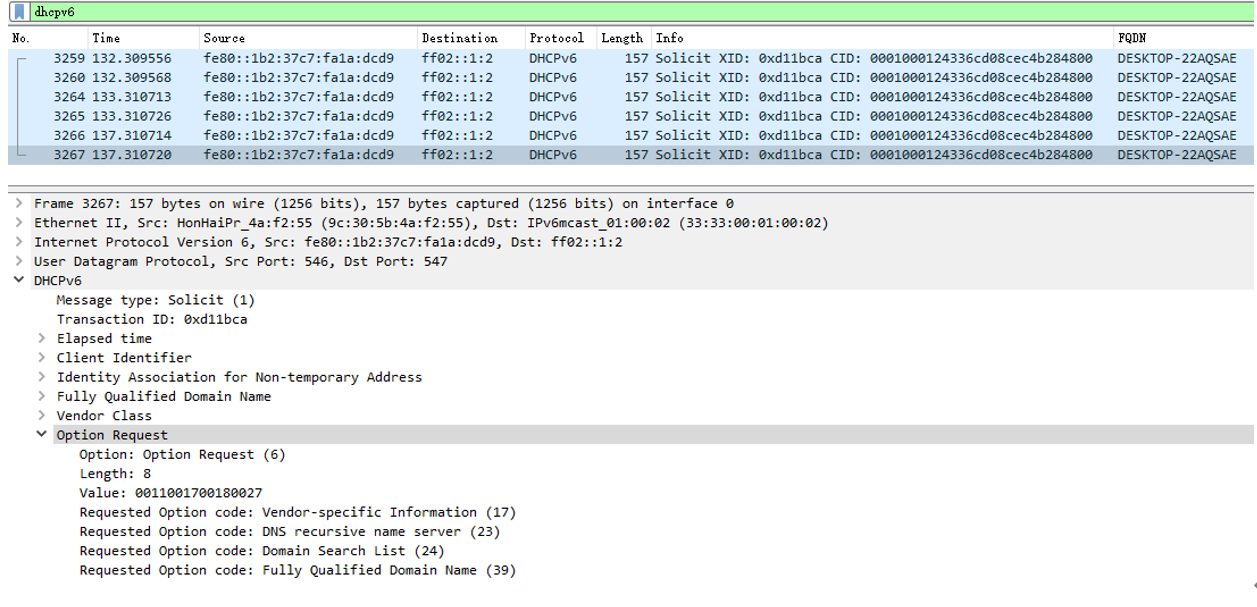 dhcpv6
No. Time Source Destination Protocol Length Info FQDN
3259 132.309556 fe80::1b2:37c7:fa1a:dcd9 ff02::1:2 DHCPv6 157 Solicit XID: 0xd11bca CID: 0001000124336cd08cec4b284800 DESKTOP-22AQSAE
3260 132.309568 fe80::1b2:37c7:fa1a:dcd9 ff02::1:2 DHCPv6 157 Solicit XID: 0xd11bca CID: 0001000124336cd08cec4b284800 DESKTOP-22AQSAE
3264 133.310713 fe80::1b2:37c7:fa1a:dcd9 ff02::1:2 DHCPv6 157 Solicit XID: 0xd11bca CID: 0001000124336cd08cec4b284800 DESKTOP-22AQSAE
3265 133.310726 fe80::1b2:37c7:fa1a:dcd9 ff02::1:2 DHCPv6 157 Solicit XID: 0xd11bca CID: 0001000124336cd08cec4b284800 DESKTOP-22AQSAE
3266 137.310714 fe80::1b2:37c7:fa1a:dcd9 ff02::1:2 DHCPv6 157 Solicit XID: 0xd11bca CID: 0001000124336cd08cec4b284800 DESKTOP-22AQSAE
3267 137.310720 fe80::1b2:37c7:fa1a:dcd9 ff02::1:2 DHCPv6 157 Solicit XID: 0xd11bca CID: 0001000124336cd08cec4b284800 DESKTOP-22AQSAE
Frame 3267: 157 bytes on wire (1256 bits), 157 bytes captured (1256 bits) on interface 0
Ethernet II, Src: HonHaiPr_4a:f2:55 (9c:30:5b:4a:f2:55), Dst: IPv6mcast_01:00:02 (33:33:00:01:00:02)
Internet Protocol Version 6, Src: fe80::1b2:37c7:fa1a:dcd9, Dst: ff02::1:2
User Datagram Protocol, Src Port: 546, Dst Port: 547
DHCPv6
Message type: Solicit (1)
Transaction ID: 0xd11bca
Elapsed time
Client Identifier
Identity Association for Non-temporary Address
Fully Qualified Domain Name
Vendor Class
Option Request
Option: Option Request (6)
Length: 8
Value: 0011001700180027
Requested Option code: Vendor-specific Information (17)
Requested Option code: DNS recursive name server (23)
Requested Option code: Domain Search List (24)
Requested Option code: Fully Qualified Domain Name (39)